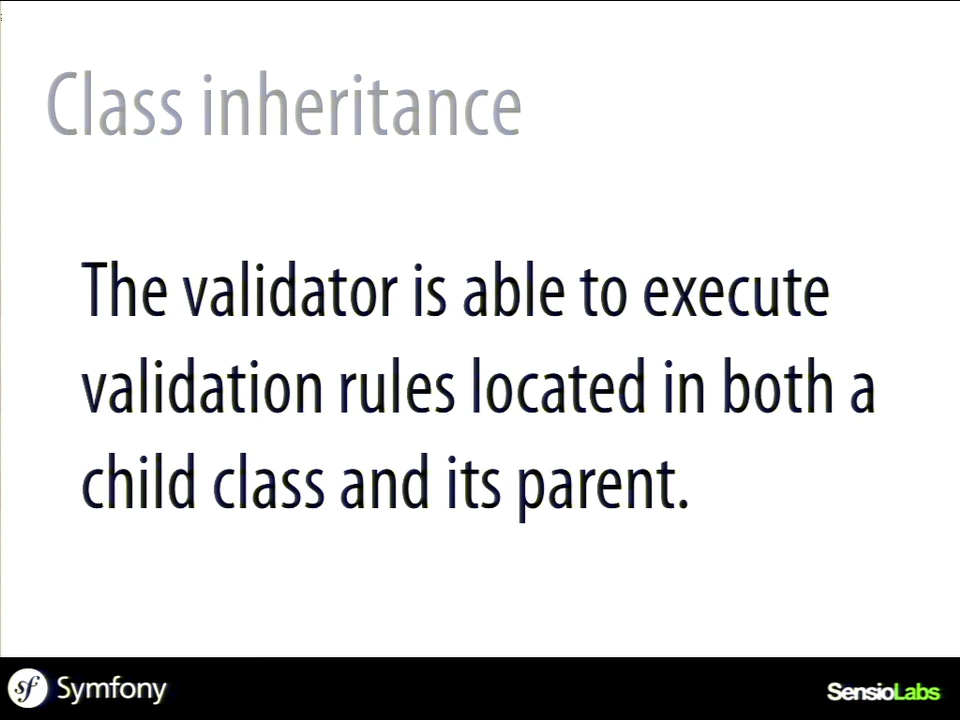 Class inheritance
The validator is able to execute
validation rules located in both a
child class and its parent.
sf Symfony
SensioLabs